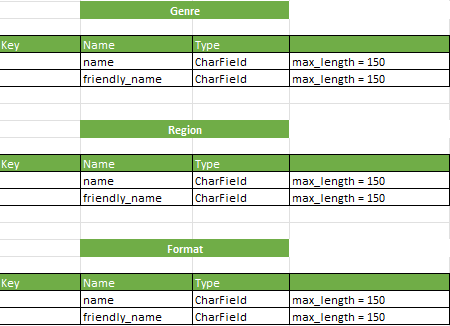 Genre
Key Name Type
name CharField max_length = 150
friendly_name CharField max_length = 150
Region
Key Name Type
name CharField max_length = 150
friendly_name CharField max_length = 150
Format
Key Name Type
name CharField max_length = 150
friendly_name CharField max_length = 150